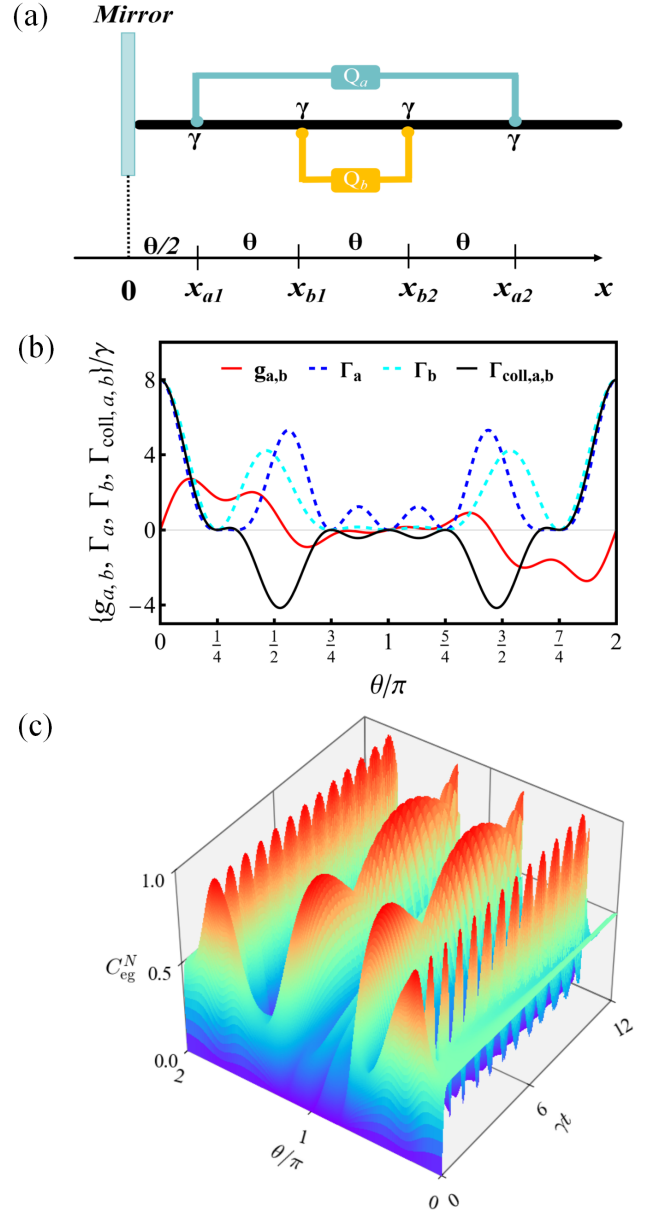 (a)
Mirror
Qa
γ γ
γ γ
Qb
θ/2 θ θ θ
0 xa1 xb1 xb2 xa2 x
(b)
{ga,b, Γa, Γb, Γcoll,a,b}/γ
ga,b Γa Γb Γcoll,a,b
8
4
0
−4
0 1/4 1/2 3/4 1 5/4 3/2 7/4 2
θ/π
(c)
1.0
C_eg^N 0.5
0.0
2
1
θ/π
0
0
6
γt
12